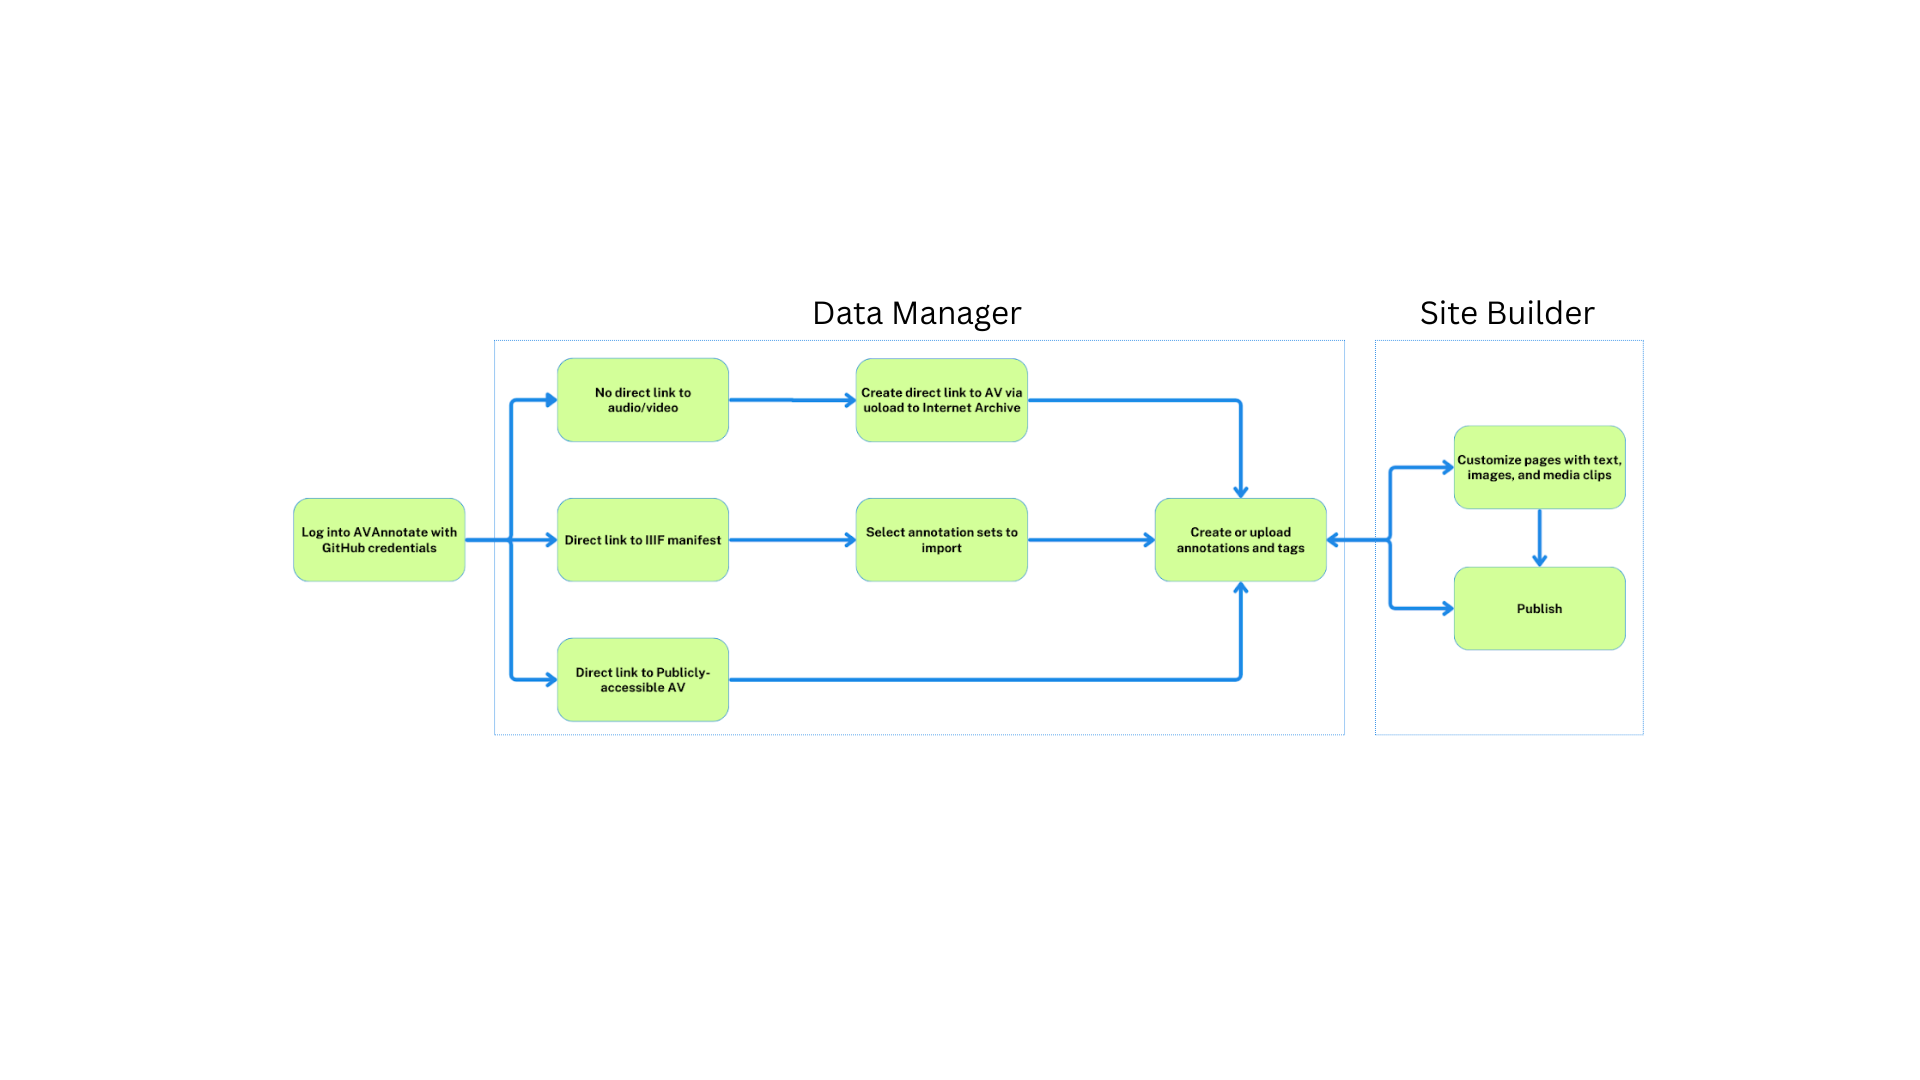 Data Manager
Site Builder
No direct link to
audio/video
Create direct link to AV via
uoload to Internet Archive
Customize pages with text,
images, and media clips
Log into AVAnnotate with
GitHub credentials
Direct link to IIIF manifest
Select annotation sets to
import
Create or upload
annotations and tags
Publish
Direct link to Publicly-
accessible AV